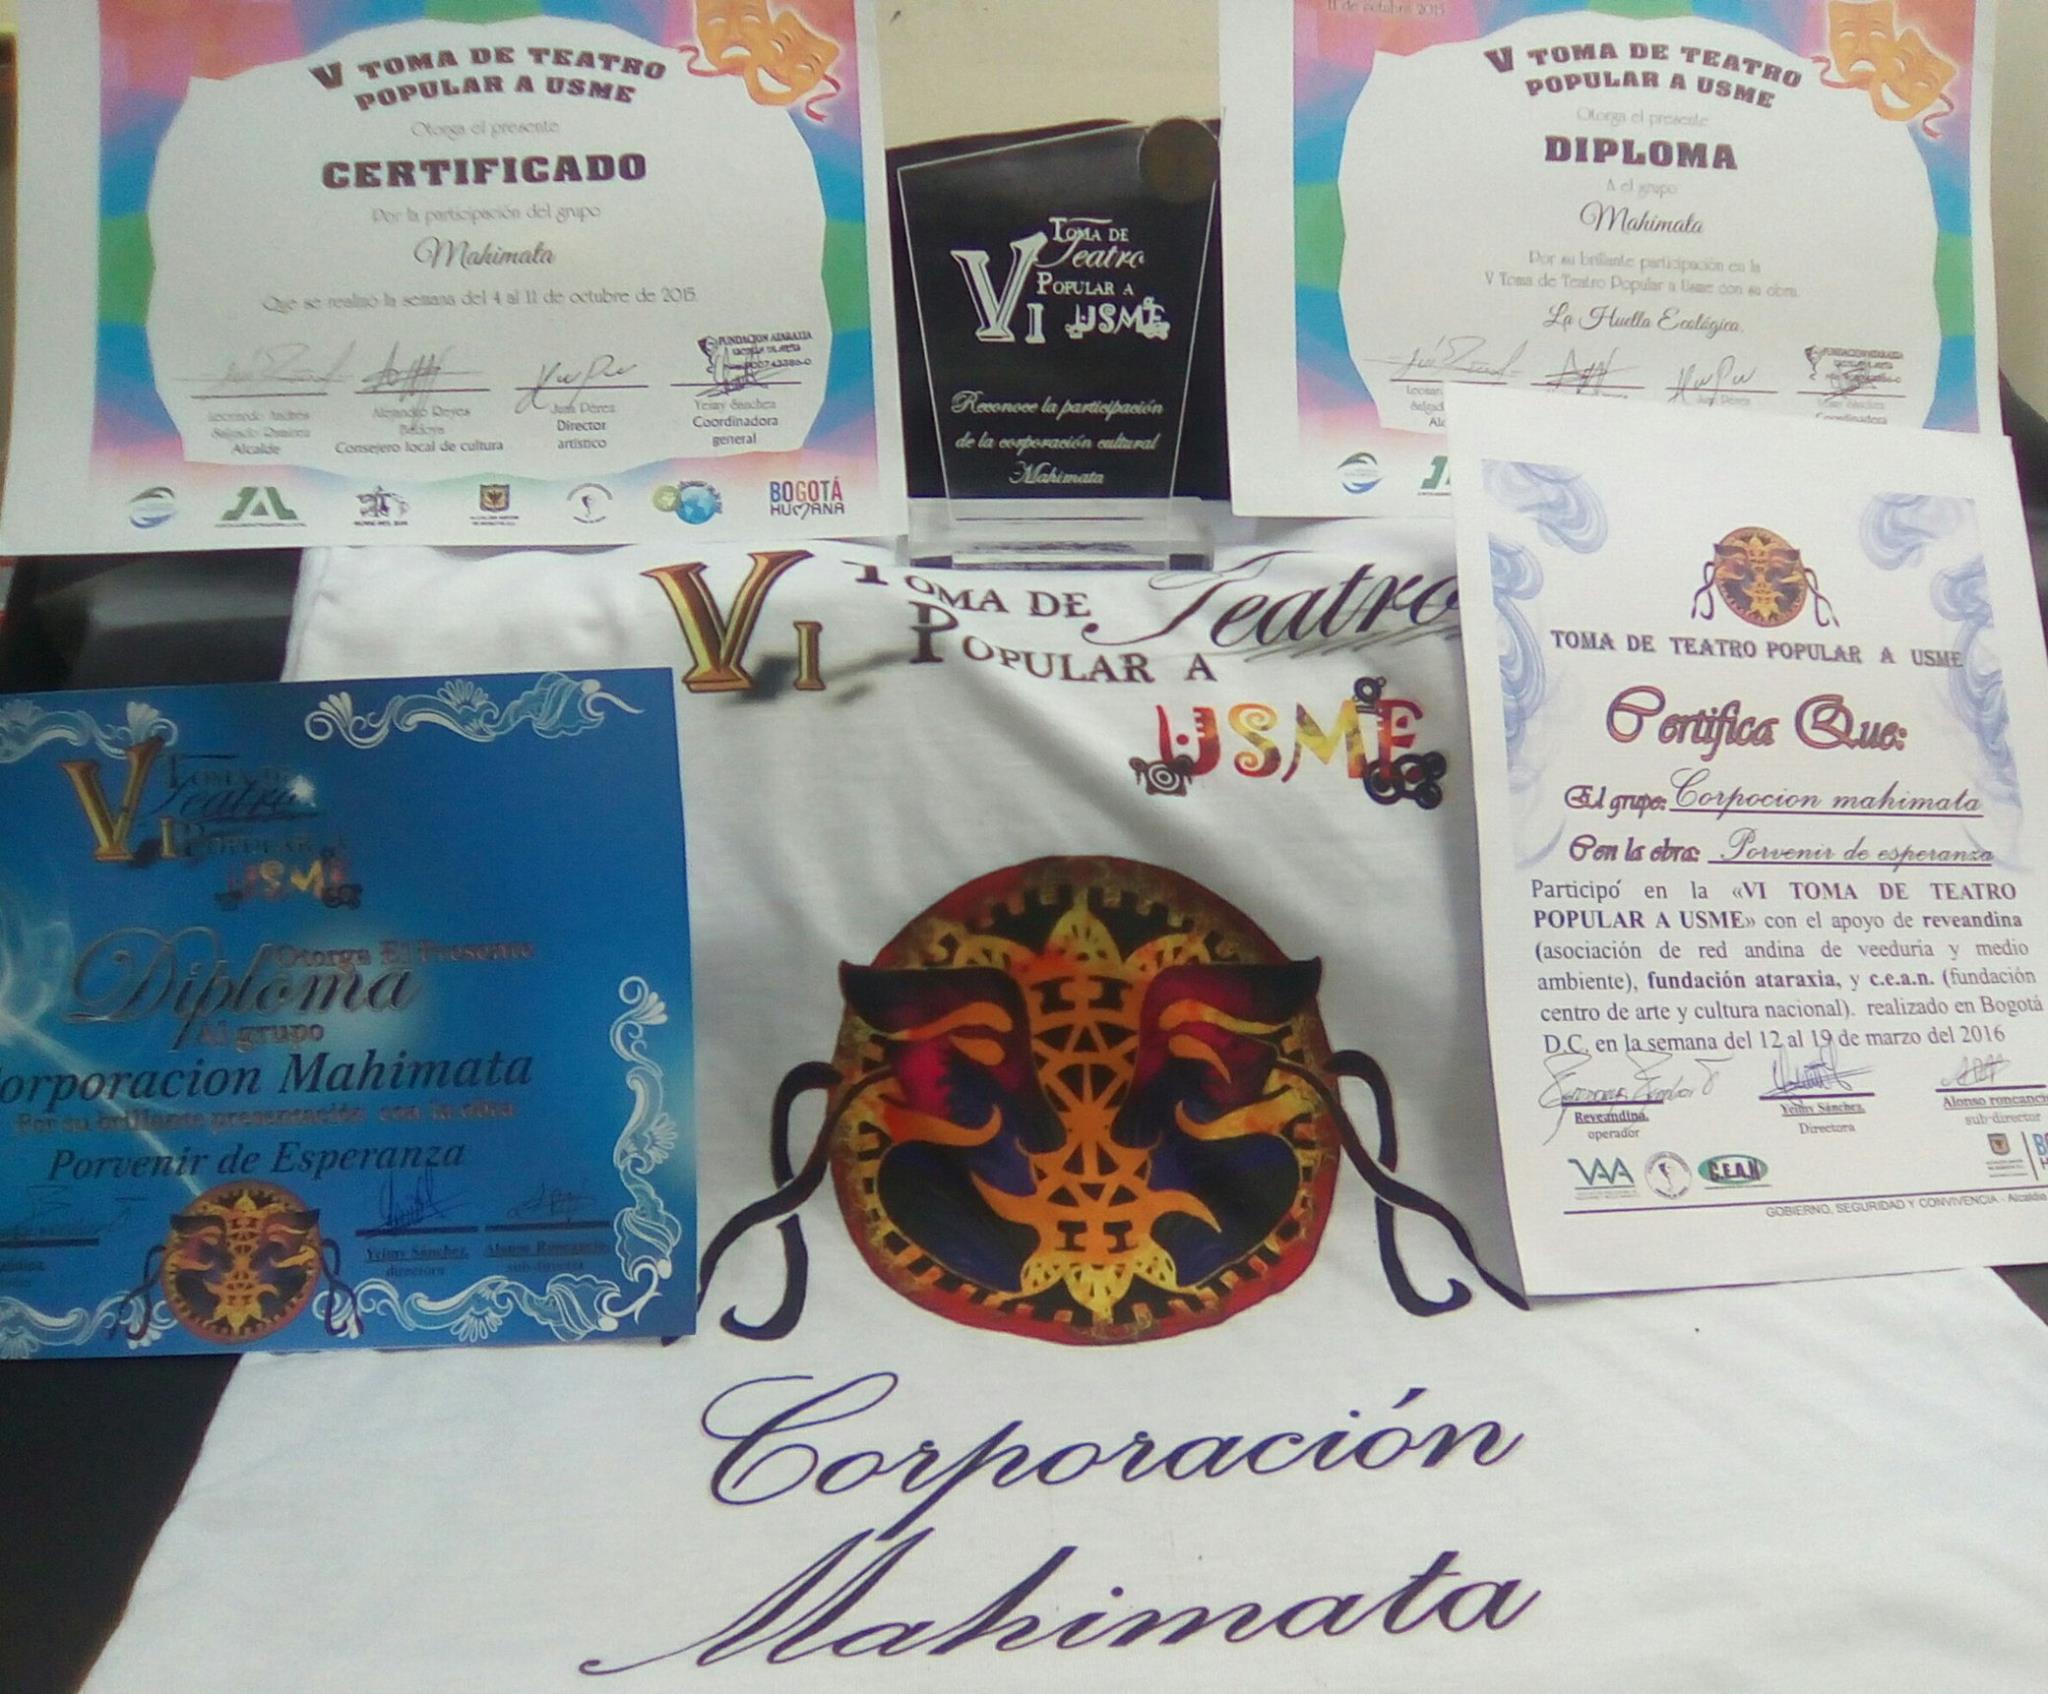 V TOMA DE TEATRO
POPULAR A USME
Otorga el presente
CERTIFICADO
Por la participación del grupo
Mahimata
Que se realizó la semana del 4 al 11 de octubre de 2015.
Leonardo Andrés
Salgado Ramírez
Alcalde
Alejandro Reyes
Bedoya
Consejero local de cultura
Juan Pérez
Director
artístico
FUNDACION ATARAXIA
Yeimy Sánchez
Coordinadora
general
BOGOTÁ
HUMANA
VI TOMA DE
Teatro
POPULAR A
USME
Reconoce la participación
de la corporación cultural
Mahimata
11 de octubre 2015
V TOMA DE TEATRO
POPULAR A USME
Otorga el presente
DIPLOMA
A el grupo
Mahimata
Por su brillante participación en la
V Toma de Teatro Popular a Usme con su obra.
La Huella Ecológica.
Juan Pérez
Coordinadora
VI TOMA DE Teatro
POPULAR A
USME
Corporación
Mahimata
VI TOMA DE
Teatro
POPULAR A
USME
Otorga El Presente
Diploma
Al grupo
orporacion Mahimata
Por su brillante presentación con la obra
Porvenir de Esperanza
Yeimy Sánchez
directora
Alonso Roncancio
sub-director
TOMA DE TEATRO POPULAR A USME
Certifica Que:
El grupo: Corpocion mahimata
Con la obra: Porvenir de esperanza
Participó en la «VI TOMA DE TEATRO
POPULAR A USME» con el apoyo de reveandina
(asociación de red andina de veeduría y medio
ambiente), fundación ataraxia, y c.e.a.n. (fundación
centro de arte y cultura nacional). realizado en Bogotá
D.C. en la semana del 12 al 19 de marzo del 2016
Reveandina.
operador
Yeimy Sánchez.
Directora
Alonso roncanci
sub-director
C.E.A.N
GOBIERNO, SEGURIDAD Y CONVIVENCIA - Alcaldía